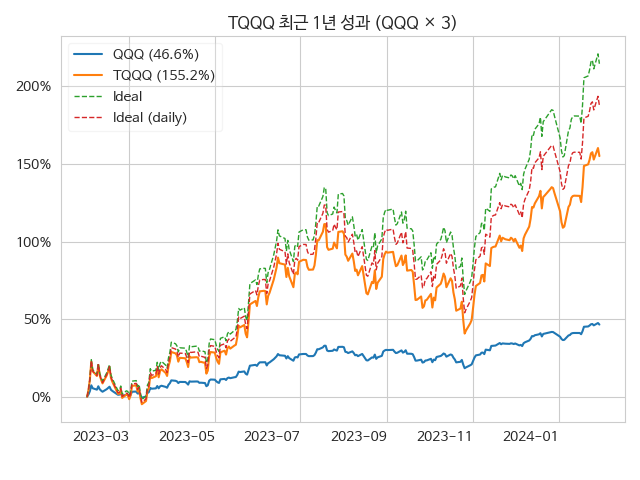 TQQQ 최근 1년 성과 (QQQ × 3)
QQQ (46.6%)
TQQQ (155.2%)
Ideal
Ideal (daily)
200%
150%
100%
50%
0%
2023−03 2023−05 2023−07 2023−09 2023−11 2024−01